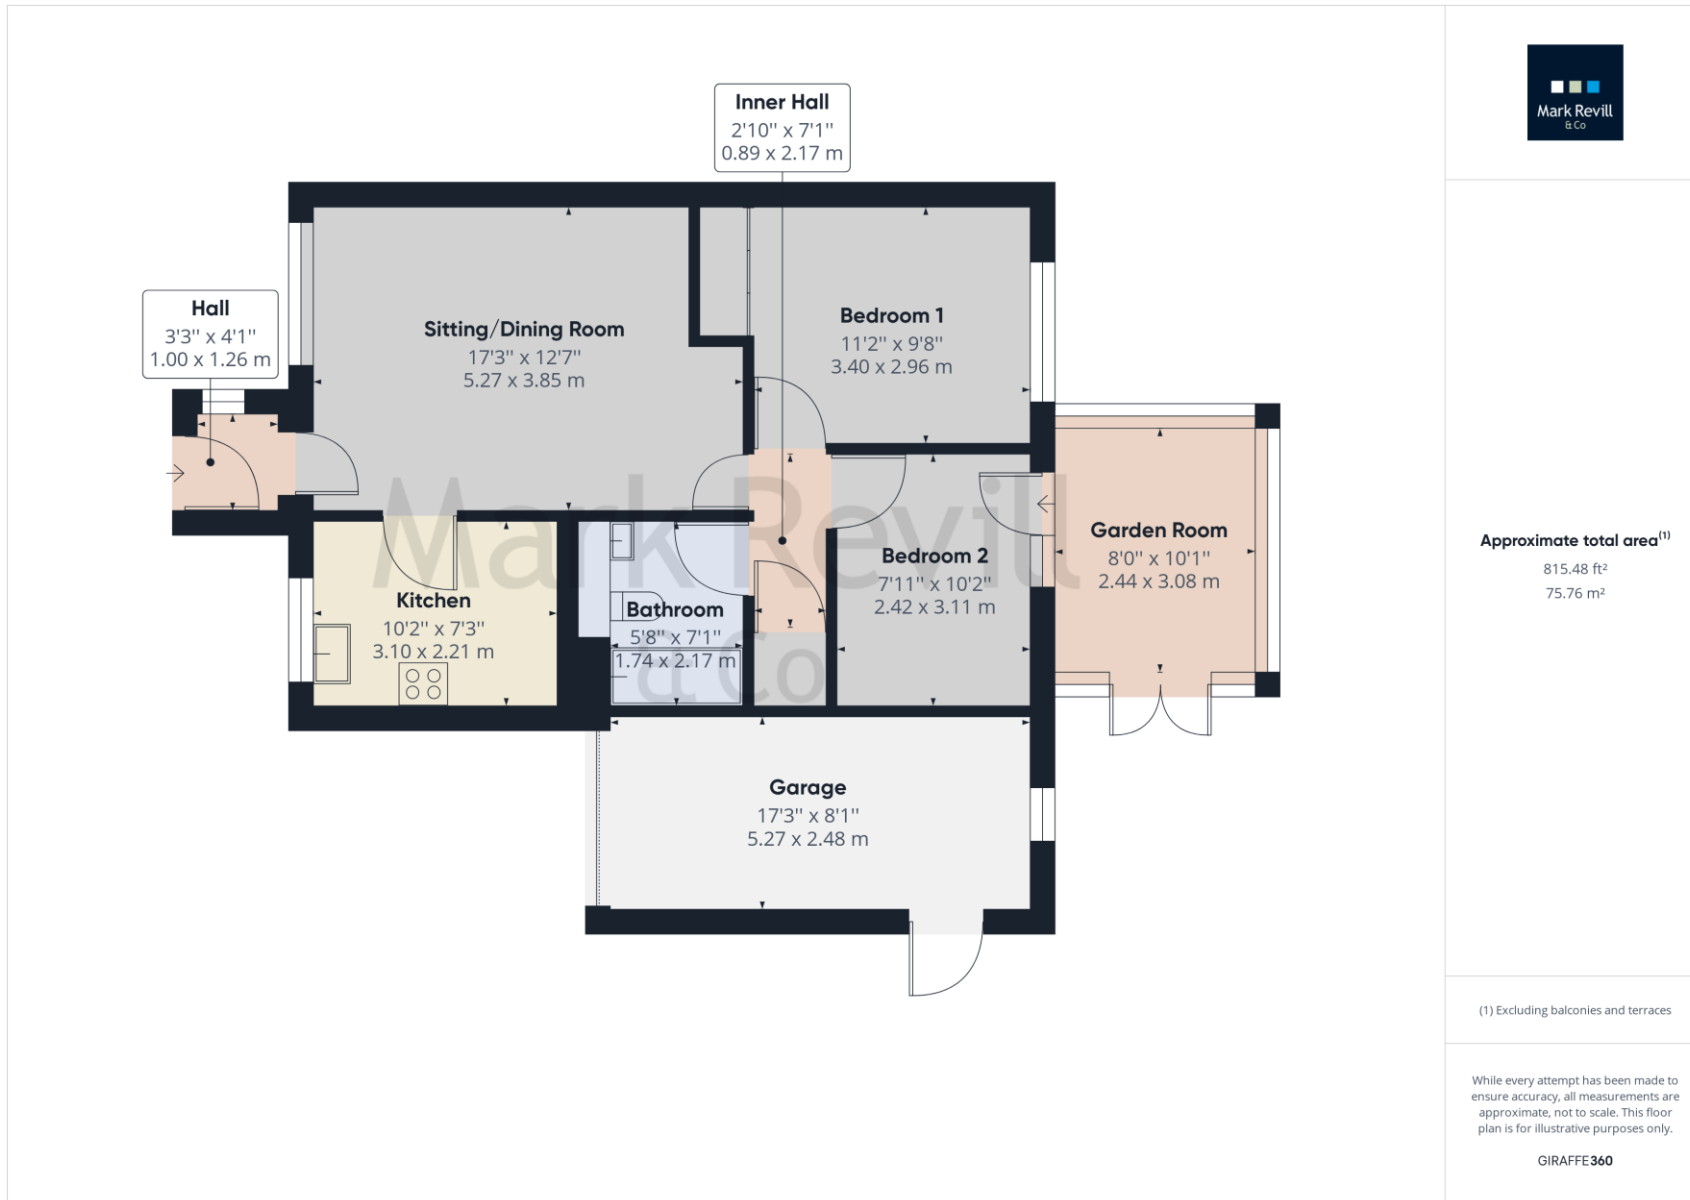 Inner Hall
2'10'' x 7'1''
0.89 x 2.17 m
Hall
3'3'' x 4'1''
1.00 x 1.26 m
Sitting/Dining Room
17'3'' x 12'7''
5.27 x 3.85 m
Bedroom 1
11'2'' x 9'8''
3.40 x 2.96 m
Garden Room
8'0'' x 10'1''
2.44 x 3.08 m
Bedroom 2
7'11'' x 10'2''
2.42 x 3.11 m
Kitchen
10'2'' x 7'3''
3.10 x 2.21 m
Bathroom
5'8'' x 7'1''
1.74 x 2.17 m
Garage
17'3'' x 8'1''
5.27 x 2.48 m
Mark Revill
& Co
Mark Revill
& Co
Approximate total area(1)
815.48 ft²
75.76 m²
(1) Excluding balconies and terraces
While every attempt has been made to
ensure accuracy, all measurements are
approximate, not to scale. This floor
plan is for illustrative purposes only.
GIRAFFE360